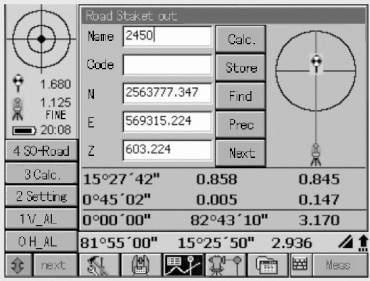 Road Staket out
Name 2450 Calc.
Code Store
N 2563777.347 Find
E 569315.224 Prec
Z 603.224 Next
1.680
1.125
FINE
20:08
4 SO-Road
3 Calc.
2 Setting
1 V_AL
0 H_AL
15°27´42" 0.858 0.845
0°45´02" 0.005 0.147
0°00´00" 82°43´10" 3.170
81°55´00" 15°25´50" 2.936
next Meas